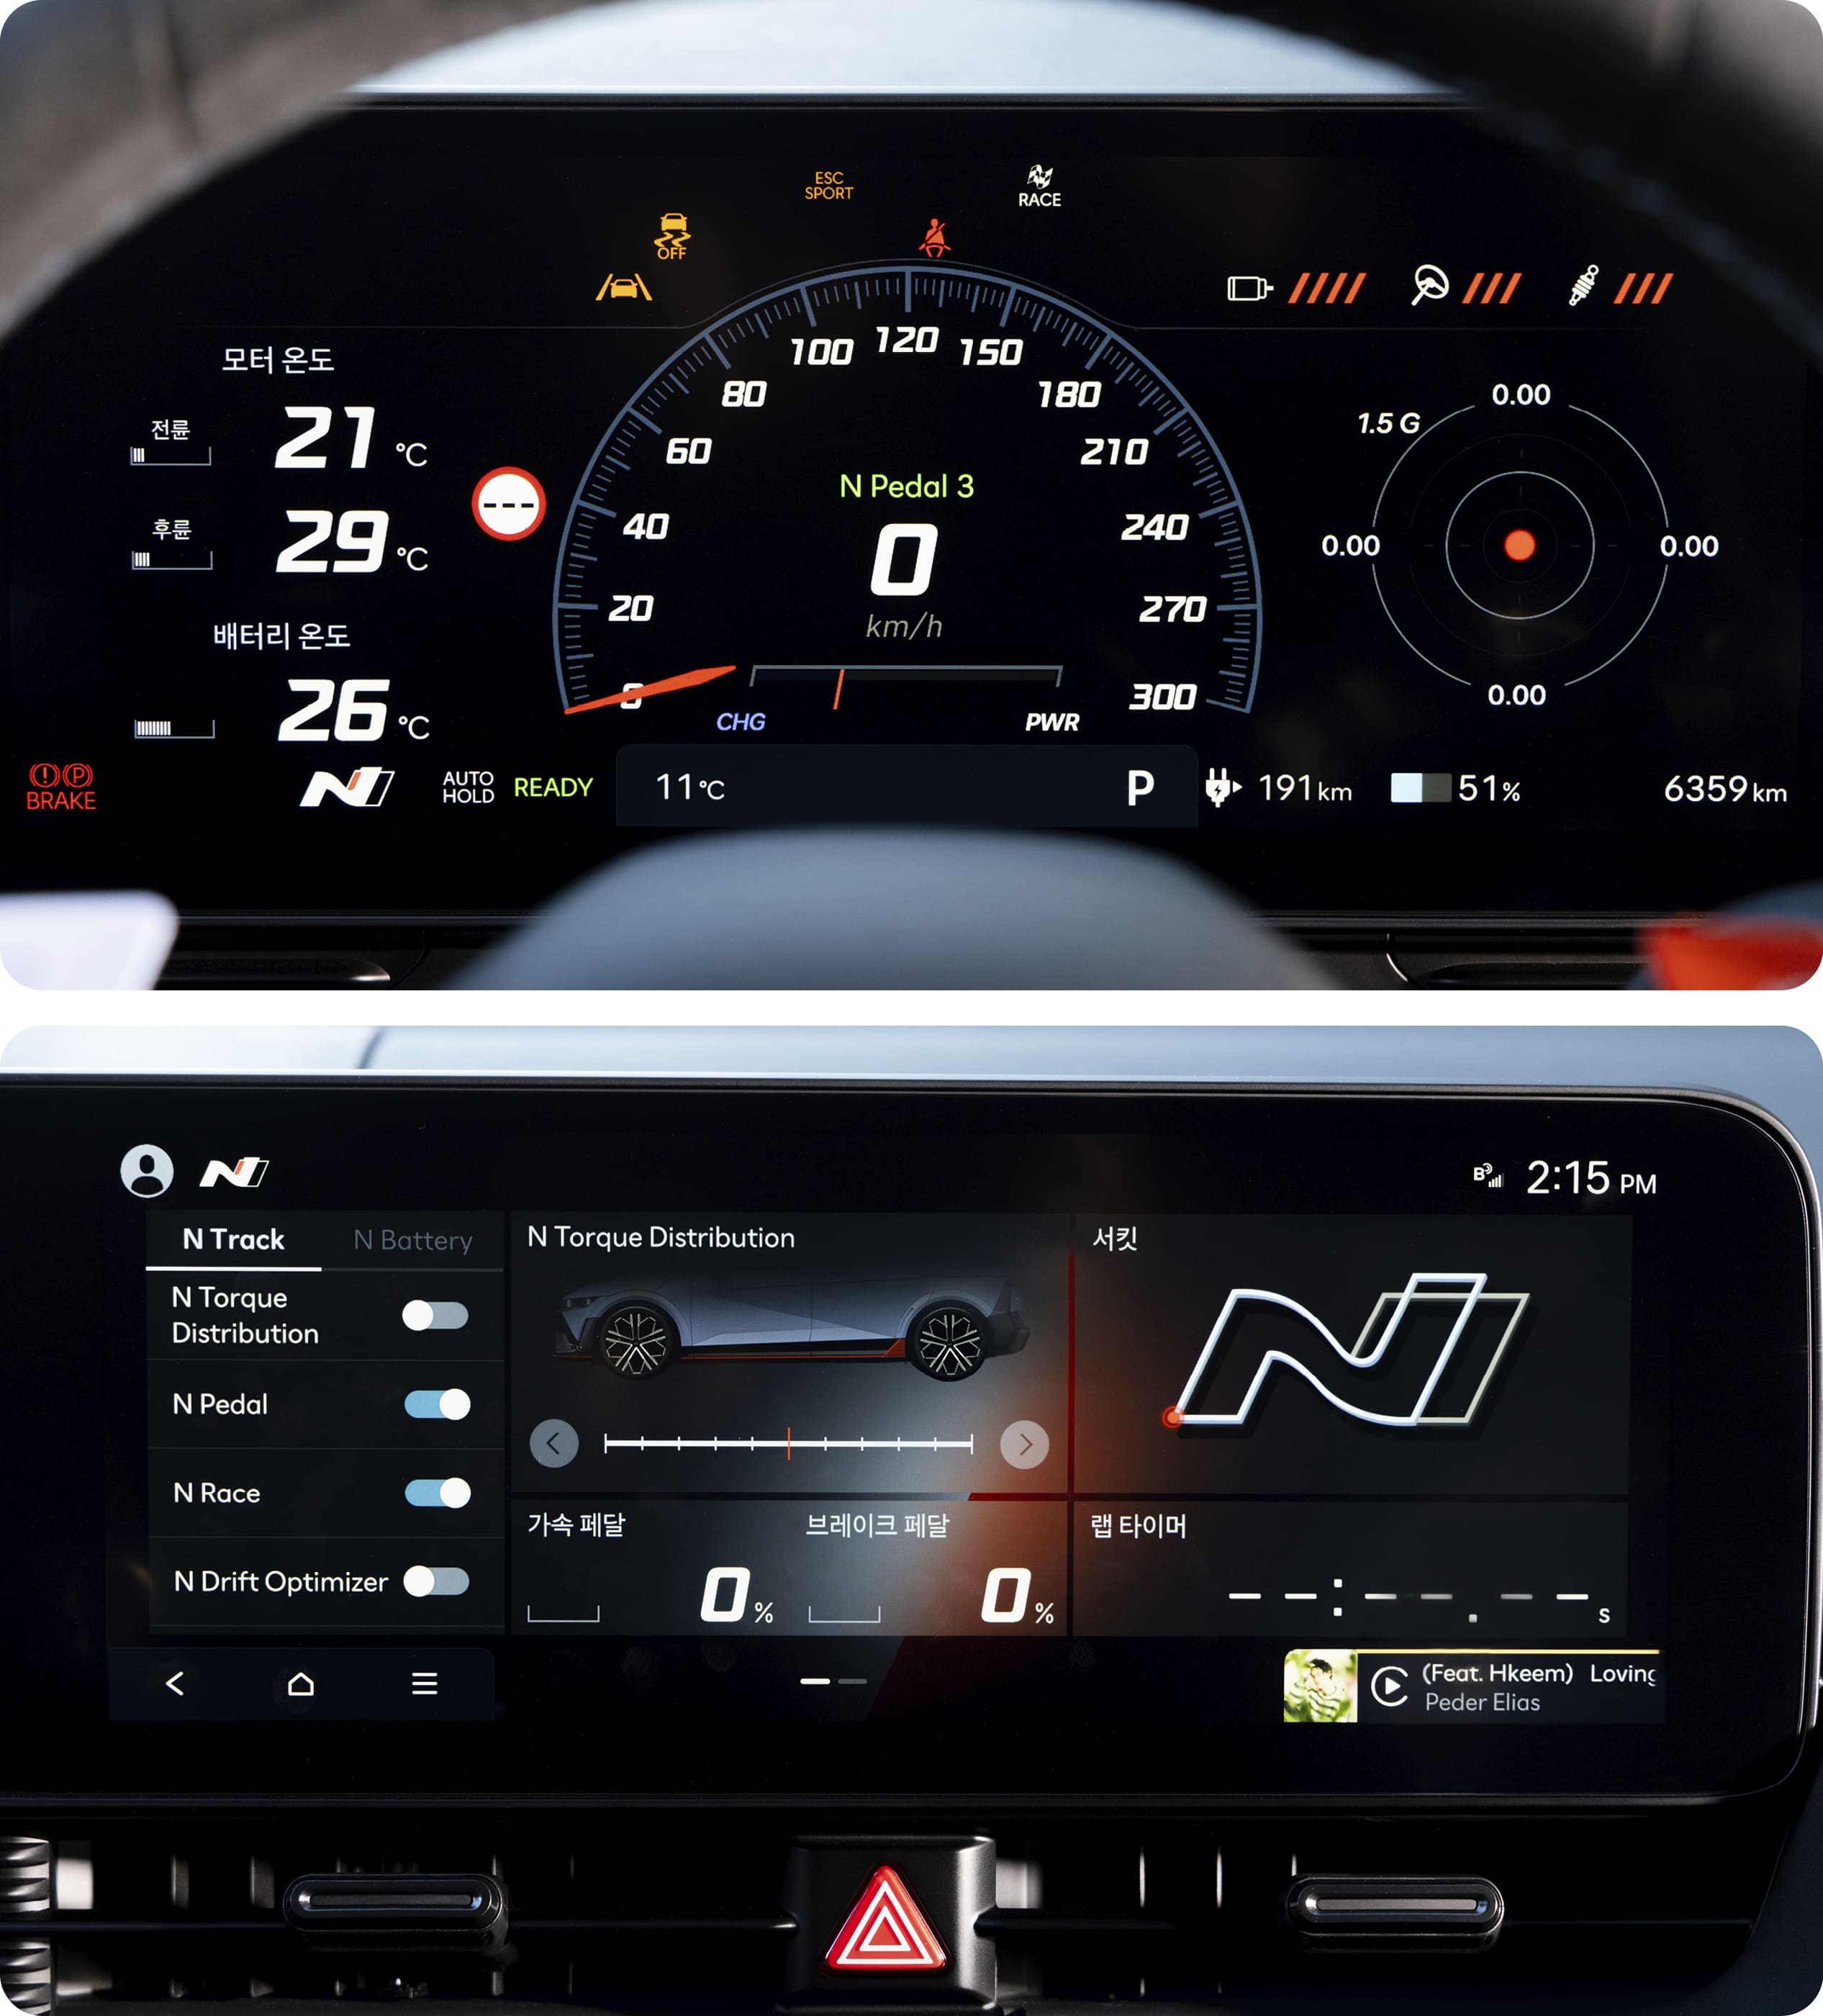 ESC
SPORT
RACE
OFF
모터 온도
전륜
21 °C
후륜
29 °C
배터리 온도
26 °C
---
0
20
40
60
80
100
120
150
180
210
240
270
300
N Pedal 3
0
km/h
CHG
PWR
1.5 G
0.00
0.00
0.00
0.00
(!) (P)
BRAKE
N
AUTO
HOLD
READY
11°C
P
191 km
51%
6359 km
N
B
2:15 PM
N Track
N Battery
N Torque
Distribution
N Pedal
N Race
N Drift Optimizer
N Torque Distribution
서킷
가속 페달
0 %
브레이크 페달
0 %
랩 타이머
– – : – – . – – s
(Feat. Hkeem) Loving
Peder Elias